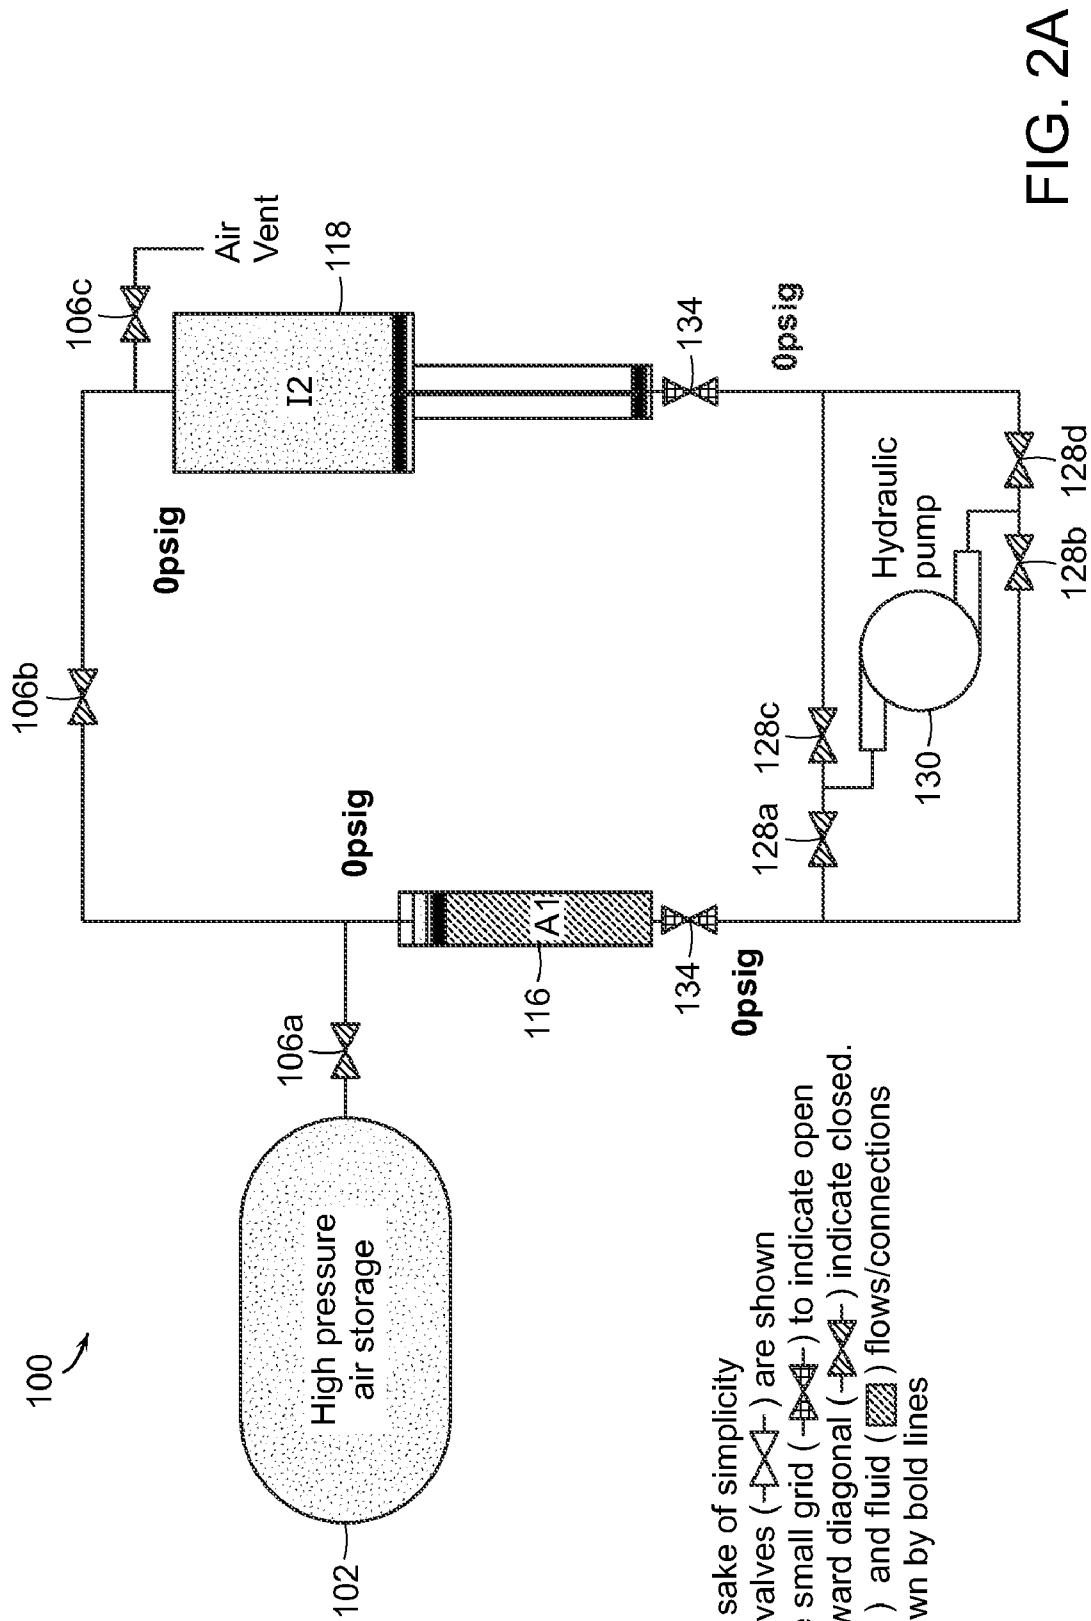 100
102
High pressure
air storage
106a
106b
106c
Air
Vent
118
I2
0psig
0psig
116
A1
134
0psig
134
0psig
128a
128c
Hydraulic
pump
130
128b
128d
sake of simplicity
valves ( ) are shown
small grid ( ) to indicate open
diagonal ( ) indicate closed.
) and fluid ( ) flows/connections
by bold lines
FIG. 2A